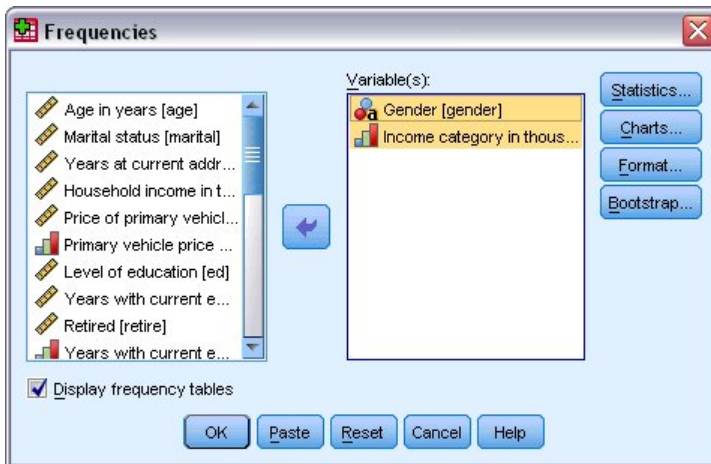 Frequencies
Variable(s):
Age in years [age]
Marital status [marital]
Years at current addr...
Household income in t...
Price of primary vehicl...
Primary vehicle price ...
Level of education [ed]
Years with current e...
Retired [retire]
Years with current e...
Gender [gender]
Income category in thous...
Statistics...
Charts...
Format...
Bootstrap...
Display frequency tables
OK Paste Reset Cancel Help